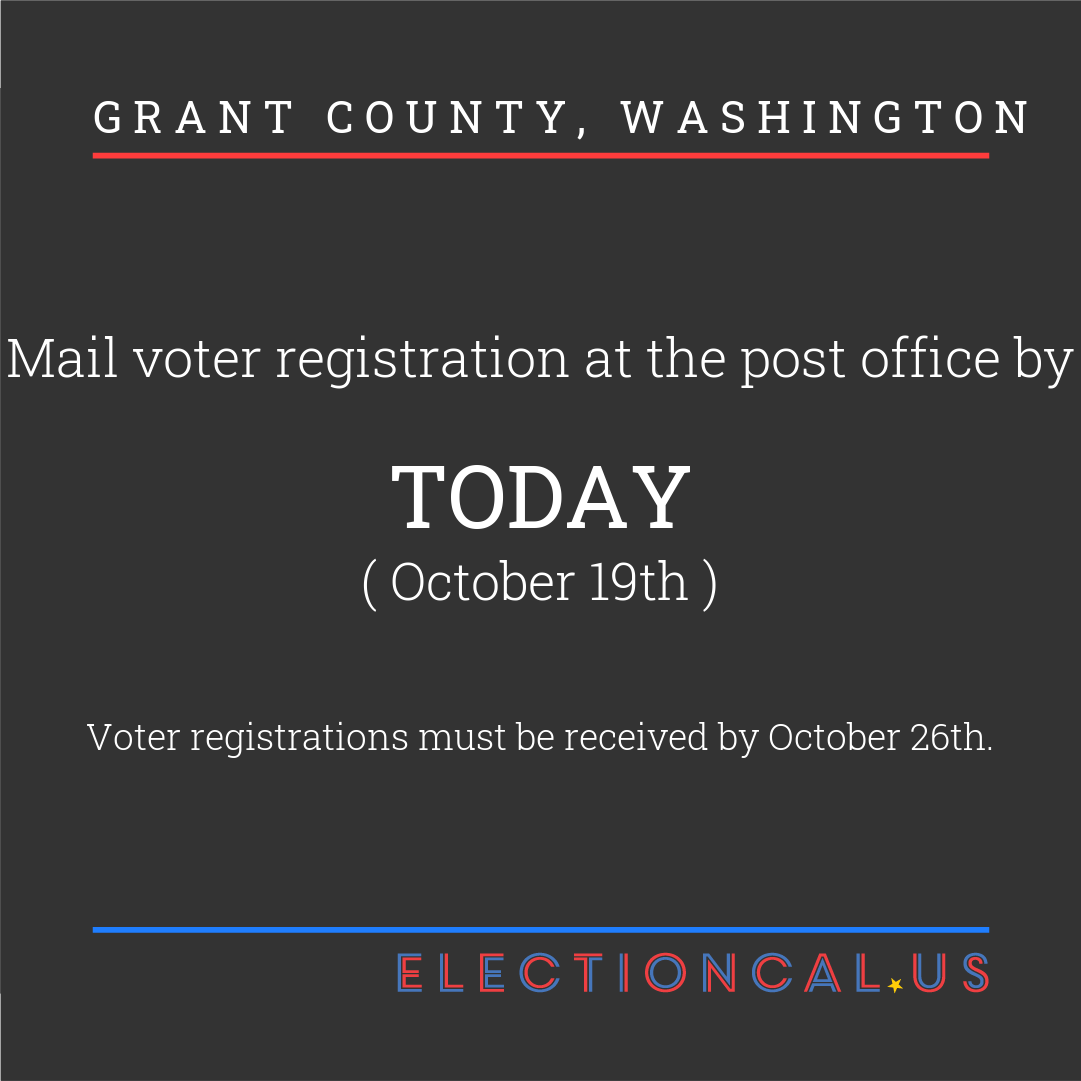 GRANT COUNTY, WASHINGTON
Mail voter registration at the post office by
TODAY
( October 19th )
Voter registrations must be received by October 26th.
ELECTIONCAL.US